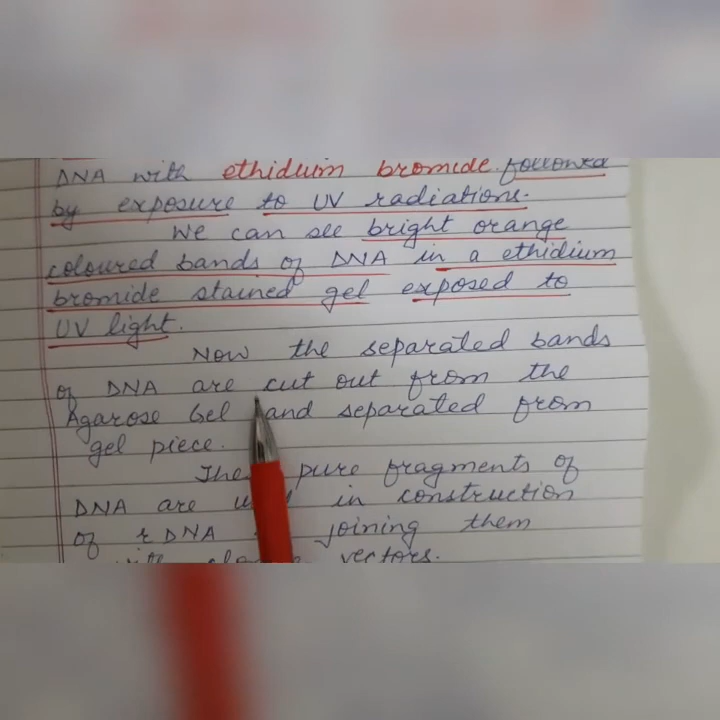 DNA with ethidium bromide followed
by exposure to UV radiations.
We can see bright orange
coloured bands of DNA in a ethidium
bromide stained gel exposed to
UV light.
Now the separated bands
of DNA are cut out from the
Agarose Gel and separated from
gel piece.
The pure fragments of
DNA are in construction
of rDNA joining them
vectors.